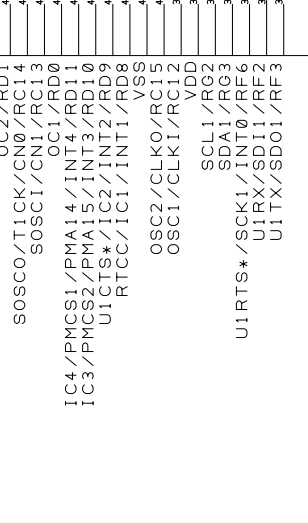 OC2/RD1
SOSCO/T1CK/CN0/RC14
SOSCI/CN1/RC13
OC1/RD0
IC4/PMCS1/PMA14/INT4/RD11
IC3/PMCS2/PMA15/INT3/RD10
U1CTS*/IC2/INT2/RD9
RTCC/IC1/INT1/RD8
VSS
OSC2/CLKO/RC15
OSC1/CLKI/RC12
VDD
SCL1/RG2
SDA1/RG3
U1RTS*/SCK1/INT0/RF6
U1RX/SDI1/RF2
U1TX/SDO1/RF3